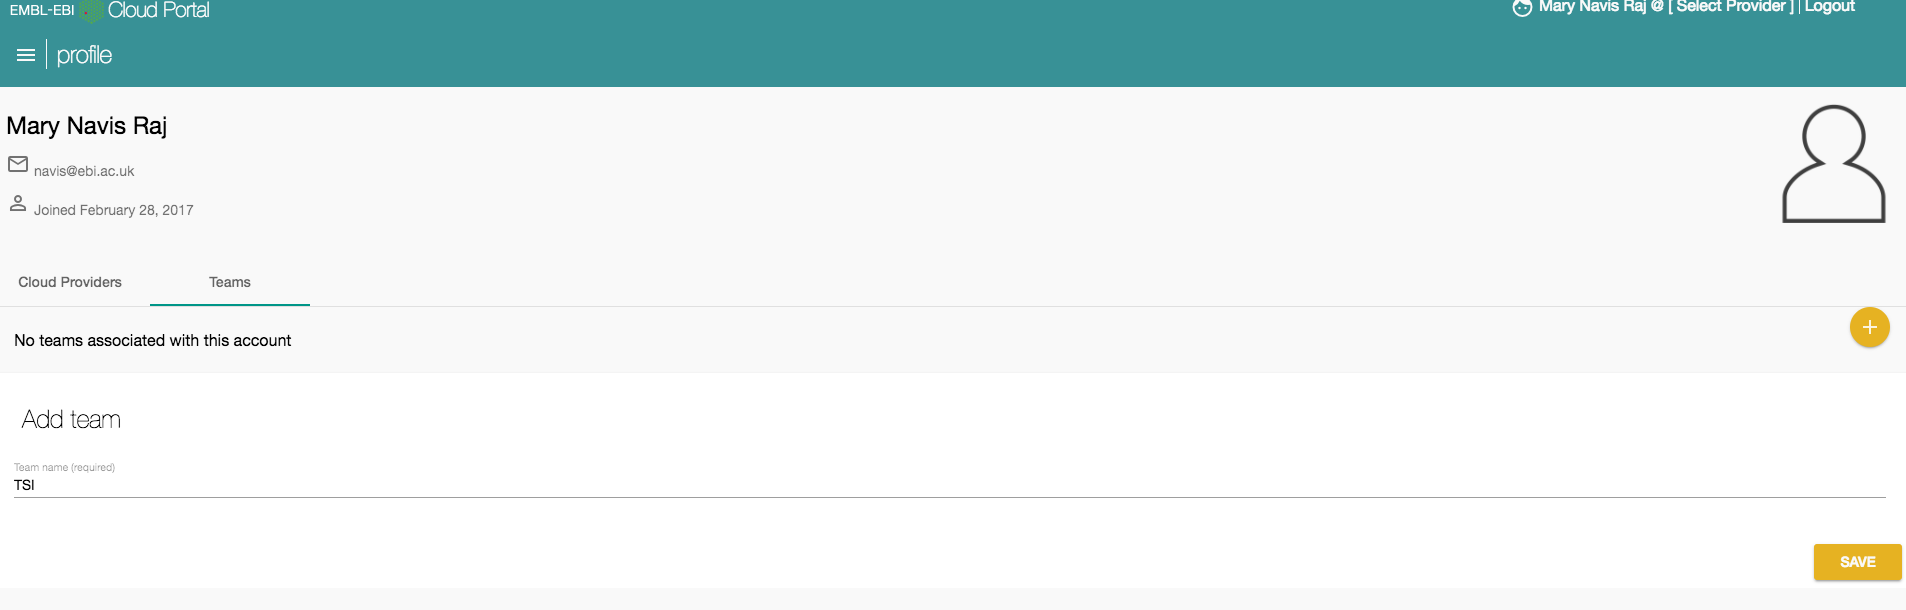 EMBL-EBI Cloud Portal
Mary Navis Raj @ [ Select Provider ] | Logout
profile
Mary Navis Raj
navis@ebi.ac.uk
Joined February 28, 2017
Cloud Providers
Teams
No teams associated with this account
Add team
Team name (required)
TSI
SAVE